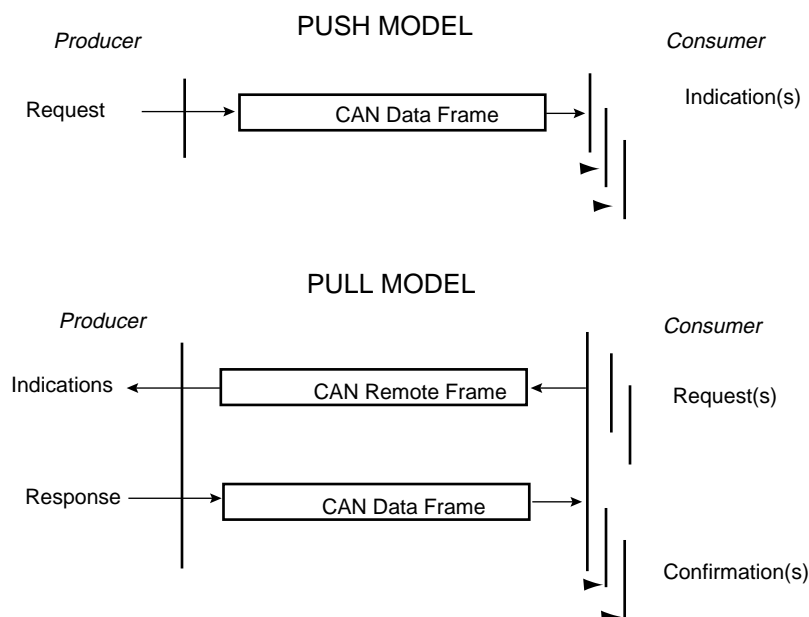 PUSH MODEL
Producer
Consumer
Request
CAN Data Frame
Indication(s)
PULL MODEL
Producer
Consumer
Indications
CAN Remote Frame
Request(s)
Response
CAN Data Frame
Confirmation(s)